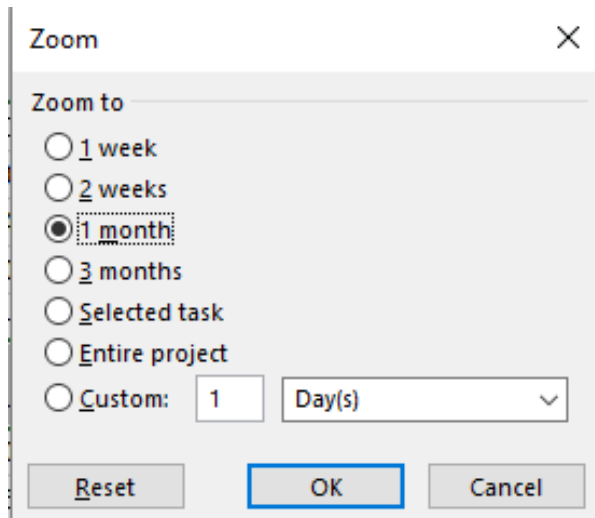 Zoom
Zoom to
1 week
2 weeks
1 month
3 months
Selected task
Entire project
Custom: 1 Day(s)
Reset OK Cancel